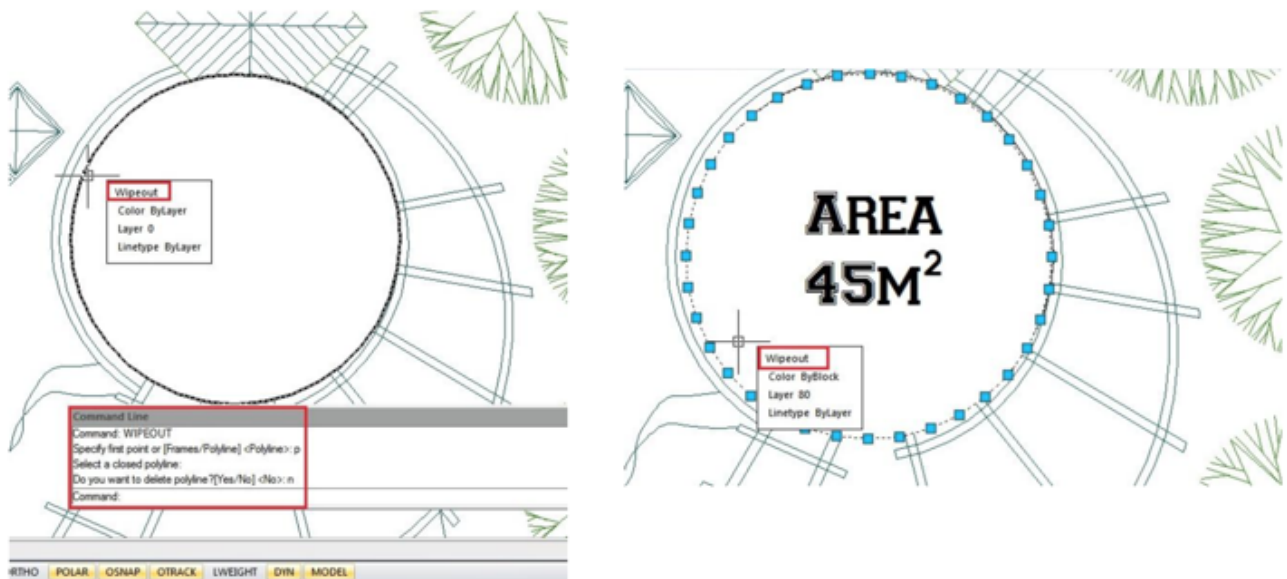 Wipeout
Color ByLayer
Layer 0
Linetype ByLayer
Command Line
Command: WIPEOUT
Specify first point or [Frames/Polyline] <Polyline>: p
Select a closed polyline:
Do you want to delete polyline?[Yes/No] <No>: n
Command:
RTHO POLAR OSNAP OTRACK LWEIGHT DYN MODEL
AREA
45M²
Wipeout
Color ByBlock
Layer 80
Linetype ByLayer